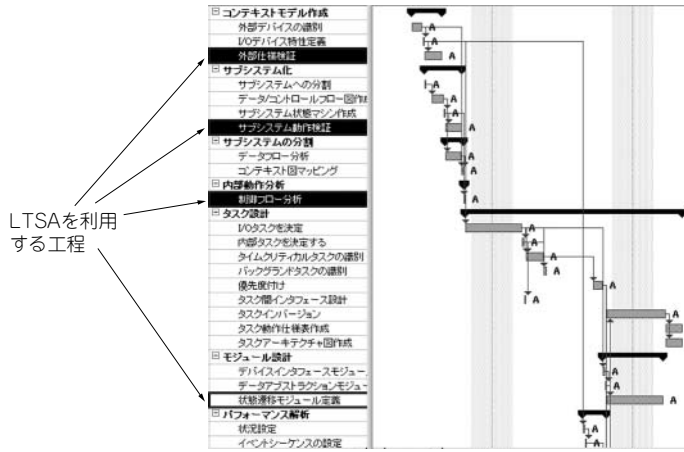 コンテキストモデル作成
外部デバイスの識別 A
I/Oデバイス特性定義 A
外部仕様検証 A
サブシステム化
サブシステムへの分割 A
データ/コントロールフロー図作成 A
サブシステム状態マシン作成 A
サブシステム動作検証 A
サブシステムの分割
データフロー分析 A
コンテキスト図マッピング A
内部動作分析
制御フロー分析 A
LTSAを利用
する工程
タスク設計
I/Oタスクを決定 A
内部タスクを決定する A
タイムクリティカルタスクの識別 A
バックグランドタスクの識別 A
優先度付け A
タスク間インタフェース設計 A
タスクインバージョン A
タスク動作仕様表作成
タスクアーキテクチャ図作成
モジュール設計
デバイスインタフェースモジュー A
データアブストラクションモジュー A
状態遷移モジュール定義 A
パフォーマンス解析
状況設定 A
イベントシーケンスの設定 A